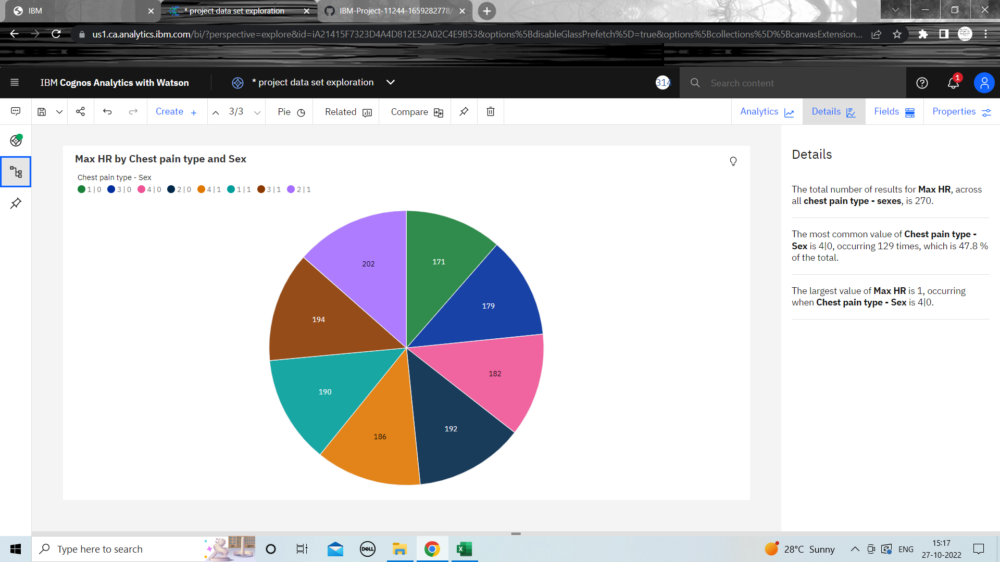 IBM
* project data set exploration
IBM-Project-11244-1659282778/
us1.ca.analytics.ibm.com/bi/?perspective=explore&id=iA21415F7323D4A4D812E52A02C4E9B53&options%5BdisableGlassPrefetch%5D=true&options%5Bcollections%5D%5BcanvasExtension...
IBM Cognos Analytics with Watson
* project data set exploration
314
Search content
1
Create +
3/3
Pie
Related
Compare
Analytics
Details
Fields
Properties
Max HR by Chest pain type and Sex
Chest pain type - Sex
1 | 0 3 | 0 4 | 0 2 | 0 4 | 1 1 | 1 3 | 1 2 | 1
202
171
179
194
182
190
192
186
Details
The total number of results for Max HR, across
all chest pain type - sexes, is 270.
The most common value of Chest pain type -
Sex is 4|0, occurring 129 times, which is 47.8 %
of the total.
The largest value of Max HR is 1, occurring
when Chest pain type - Sex is 4|0.
Type here to search
DELL
28°C Sunny
ENG
15:17
27-10-2022